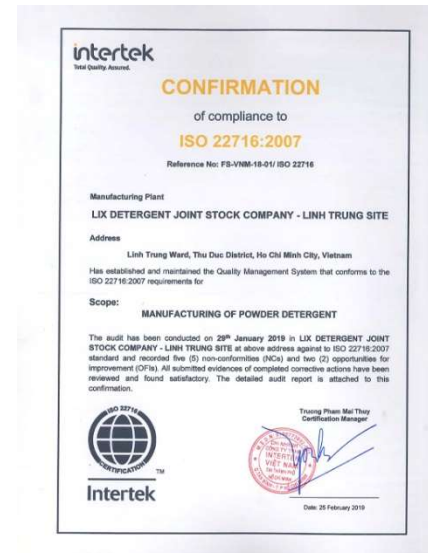 intertek
Total Quality. Assured.
CONFIRMATION
of compliance to
ISO 22716:2007
Reference No: FS-VNM-18-01/ ISO 22716
Manufacturing Plant
LIX DETERGENT JOINT STOCK COMPANY - LINH TRUNG SITE
Address
Linh Trung Ward, Thu Duc District, Ho Chi Minh City, Vietnam
Has established and maintained the Quality Management System that conforms to the
ISO 22716:2007 requirements for
Scope:
MANUFACTURING OF POWDER DETERGENT
The audit has been conducted on 29th January 2019 in LIX DETERGENT JOINT
STOCK COMPANY - LINH TRUNG SITE at above address against to ISO 22716:2007
standard and recorded five (5) non-conformities (NCs) and two (2) opportunities for
improvement (OFIs). All submitted evidences of completed corrective actions have been
reviewed and found satisfactory. The detailed audit report is attached to this
confirmation.
Truong Pham Mai Thuy
Certification Manager
ISO 22716
CERTIFICATION
TM
Intertek
INTERTEK
VIỆT NAM
Date: 25 February 2019